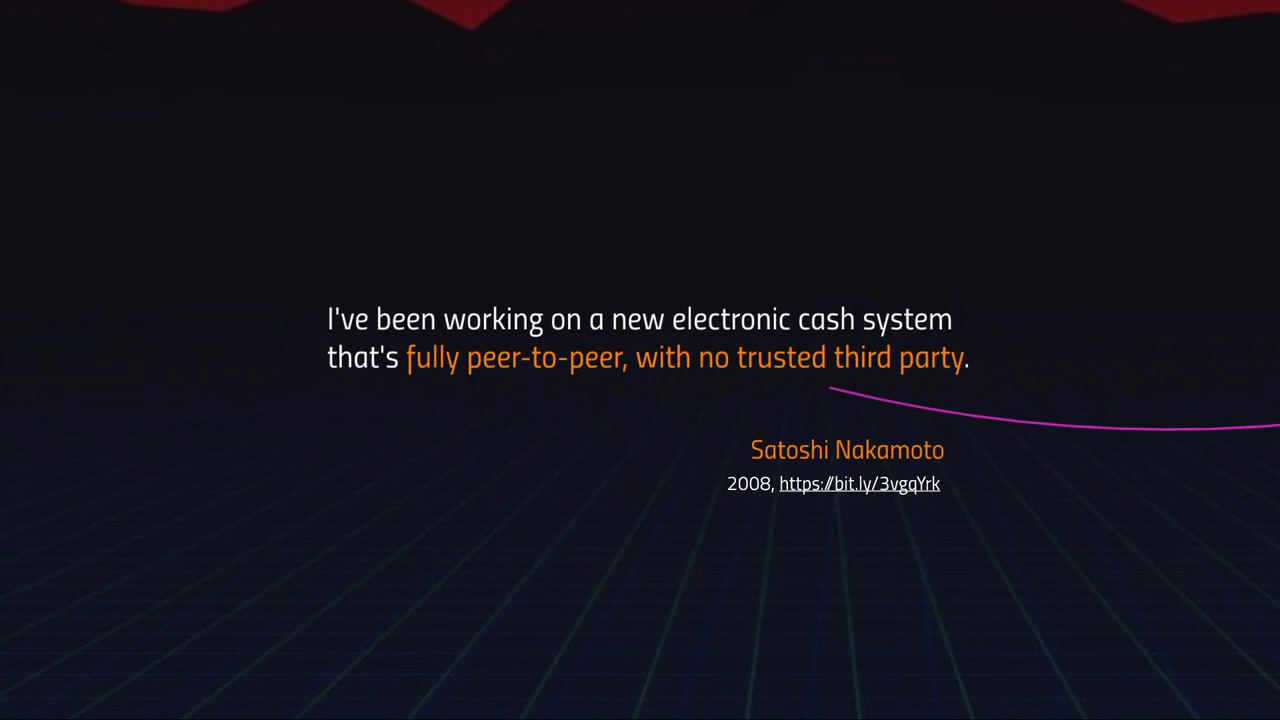 I've been working on a new electronic cash system
that's fully peer-to-peer, with no trusted third party.
Satoshi Nakamoto
2008, https://bit.ly/3vgqYrk